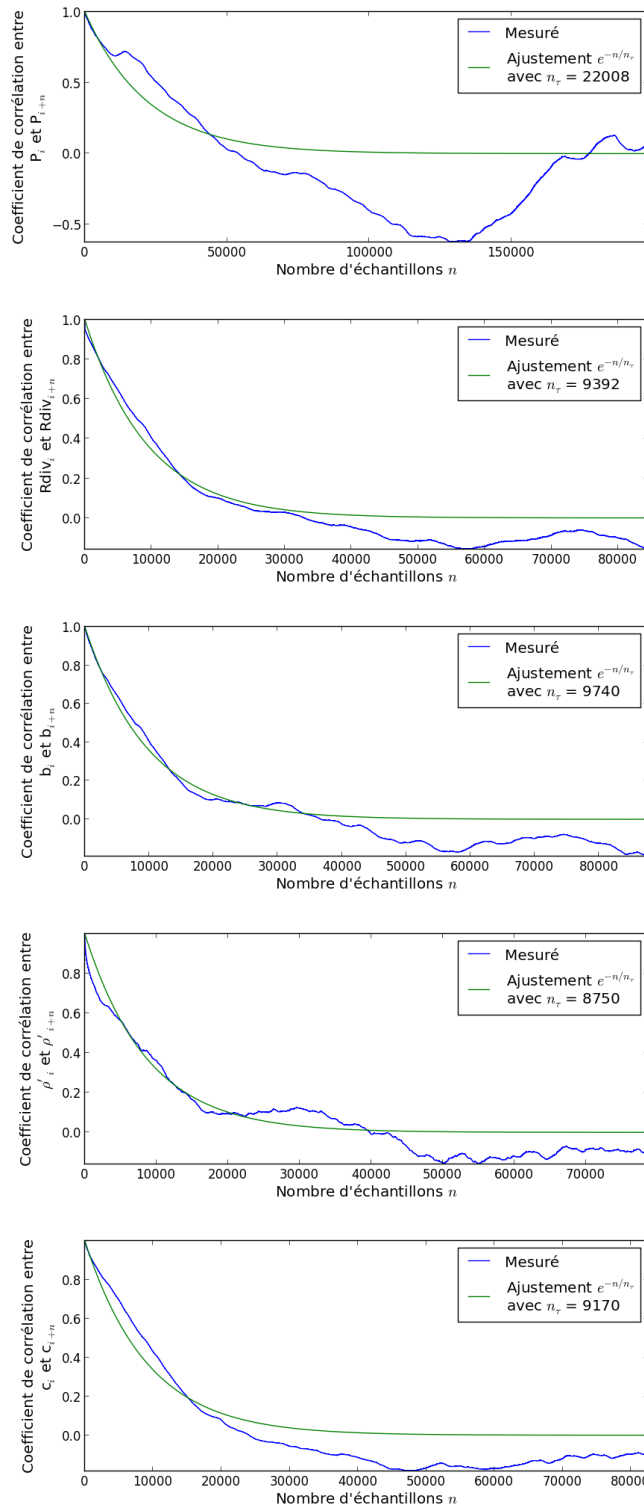 Coefficient de corrélation entre
P_i et P_{i+n}
1.0
0.5
0.0
−0.5
Mesuré
Ajustement e^{-n/n_τ}
avec n_τ = 22008
50000 100000 150000
Nombre d'échantillons n
Coefficient de corrélation entre
Rdiv_i et Rdiv_{i+n}
1.0
0.8
0.6
0.4
0.2
0.0
Mesuré
Ajustement e^{-n/n_τ}
avec n_τ = 9392
0 10000 20000 30000 40000 50000 60000 70000 80000
Nombre d'échantillons n
Coefficient de corrélation entre
b_i et b_{i+n}
1.0
0.8
0.6
0.4
0.2
0.0
Mesuré
Ajustement e^{-n/n_τ}
avec n_τ = 9740
0 10000 20000 30000 40000 50000 60000 70000 80000
Nombre d'échantillons n
Coefficient de corrélation entre
ρ'_i et ρ'_{i+n}
0.8
0.6
0.4
0.2
0.0
Mesuré
Ajustement e^{-n/n_τ}
avec n_τ = 8750
0 10000 20000 30000 40000 50000 60000 70000
Nombre d'échantillons n
Coefficient de corrélation entre
c_i et c_{i+n}
0.8
0.6
0.4
0.2
0.0
Mesuré
Ajustement e^{-n/n_τ}
avec n_τ = 9170
0 10000 20000 30000 40000 50000 60000 70000 80000
Nombre d'échantillons n